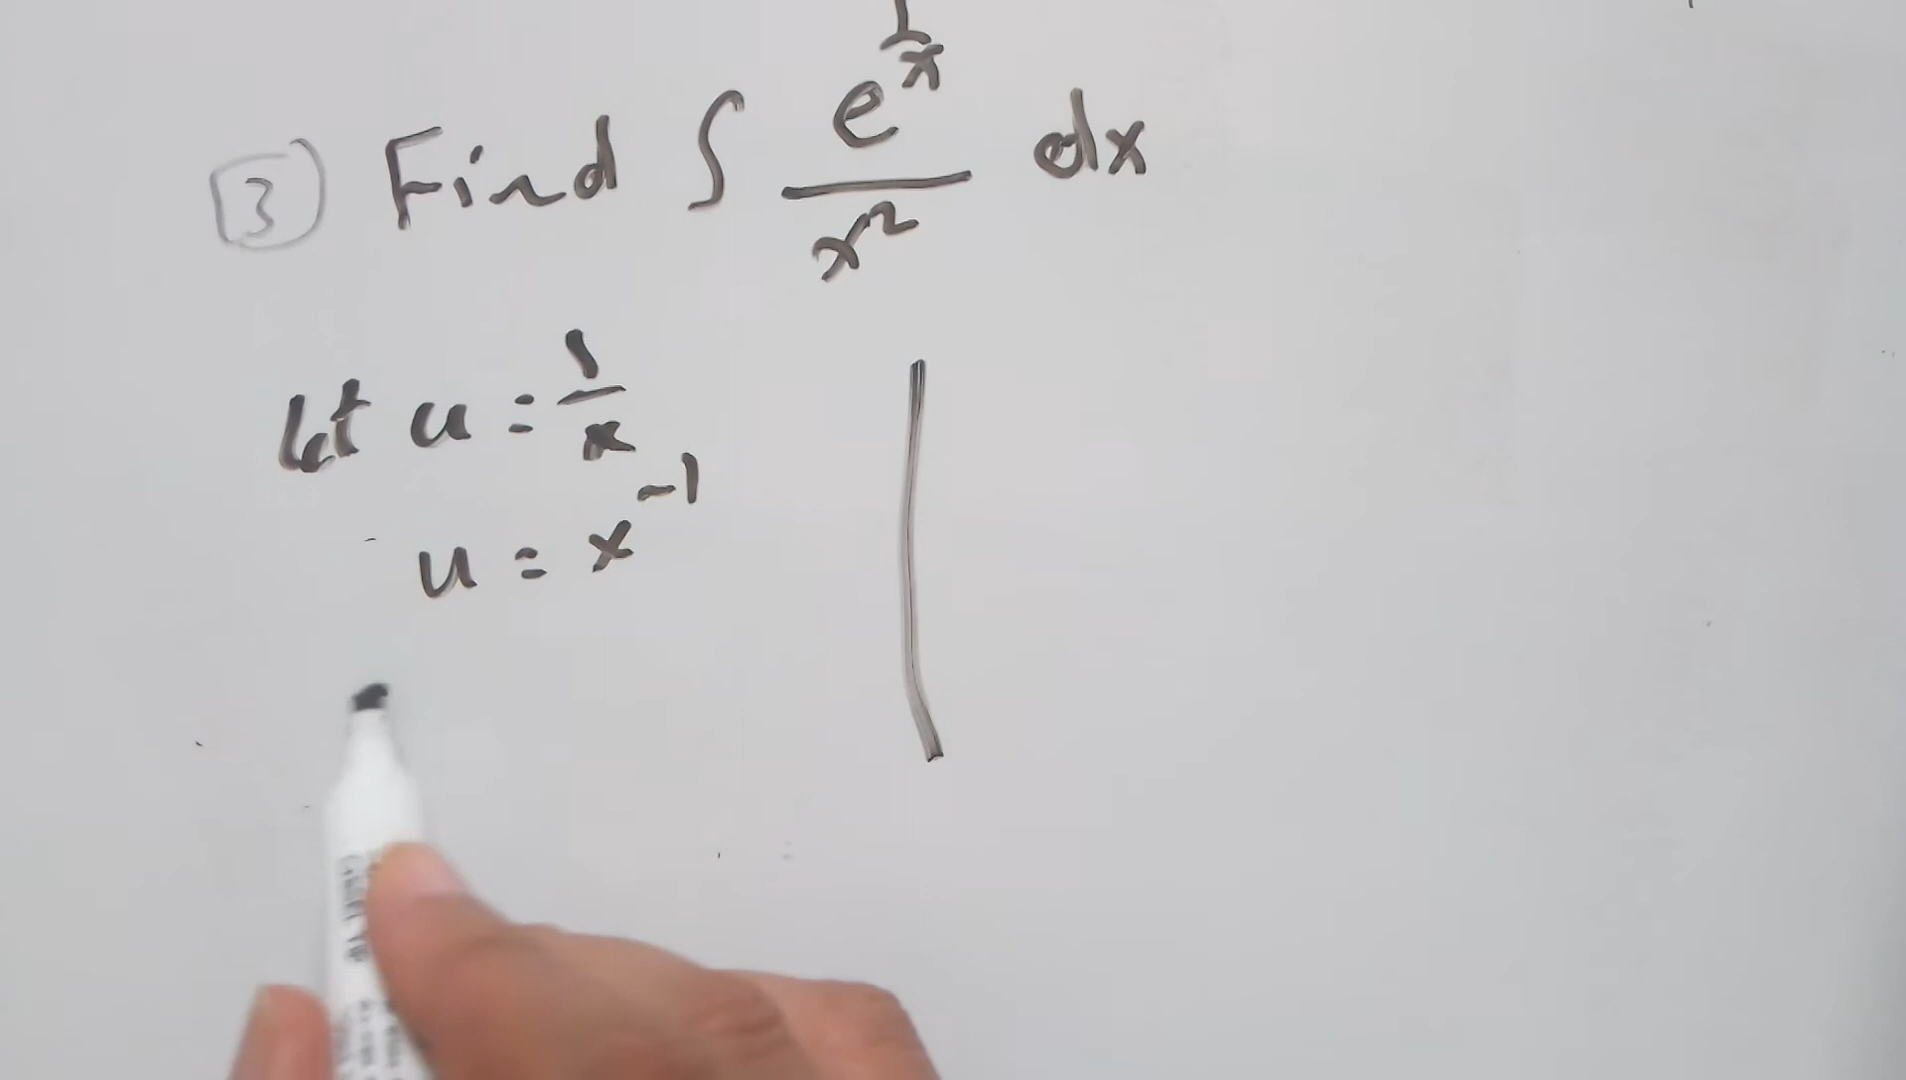 3 Find ∫ e^(1/x) / x² dx
let u = 1/x
u = x⁻¹